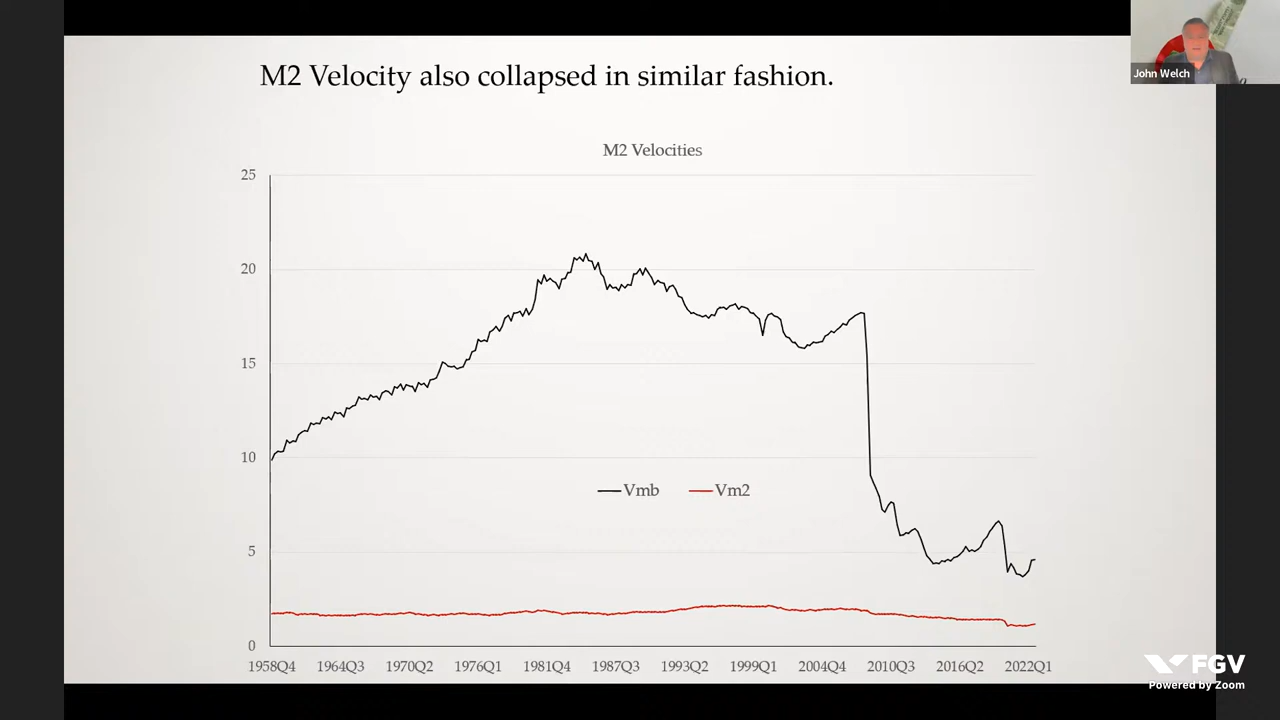 John Welch
M2 Velocity also collapsed in similar fashion.
M2 Velocities
25
20
15
10
5
0
Vmb
Vm2
1958Q4 1964Q3 1970Q2 1976Q1 1981Q4 1987Q3 1993Q2 1999Q1 2004Q4 2010Q3 2016Q2 2022Q1
FGV
Powered by Zoom